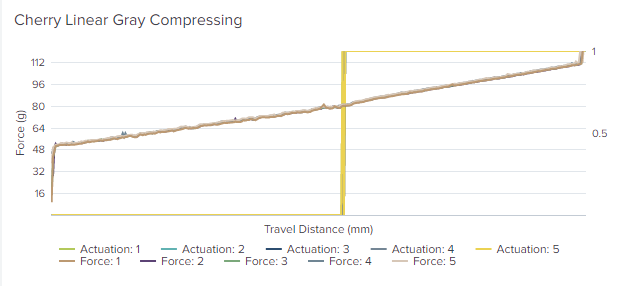 Cherry Linear Gray Compressing
Force (g)
112
96
80
64
48
32
16
1
0.5
Travel Distance (mm)
Actuation: 1 Actuation: 2 Actuation: 3 Actuation: 4 Actuation: 5
Force: 1 Force: 2 Force: 3 Force: 4 Force: 5